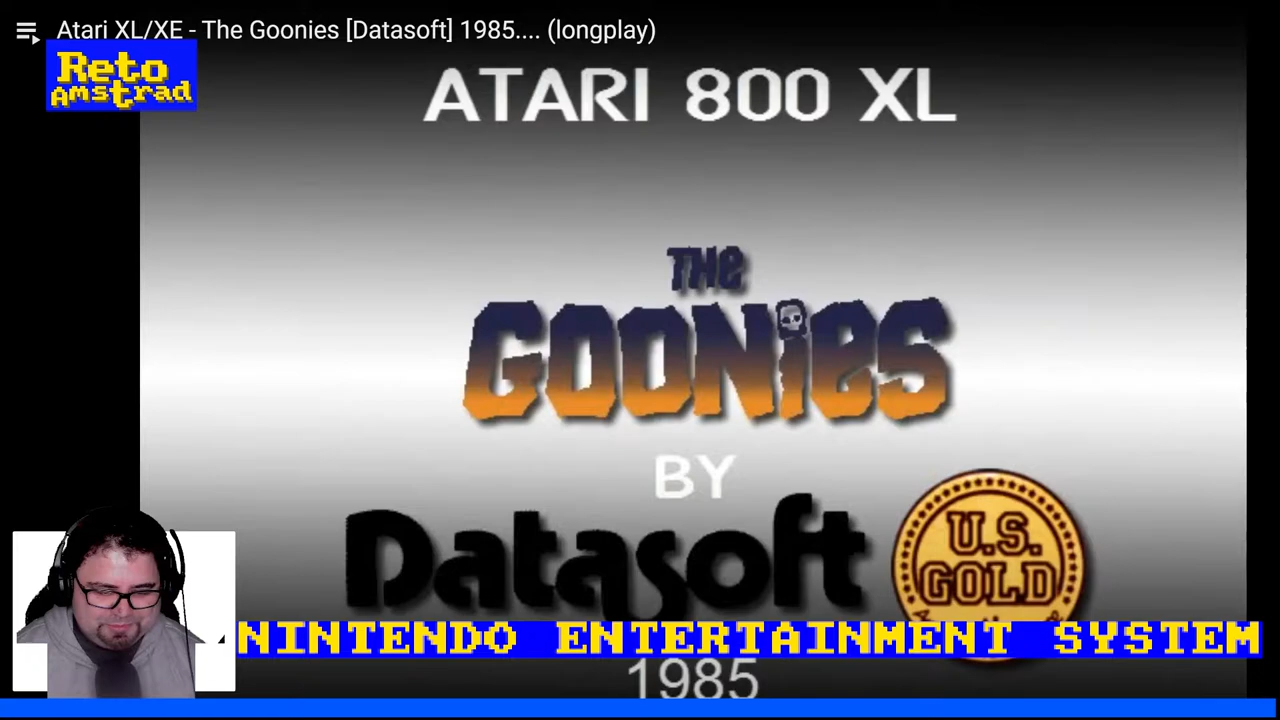 Atari XL/XE - The Goonies [Datasoft] 1985.... (longplay)
Reto
Amstrad
ATARI 800 XL
THE
GOONIES
BY
Datasoft
U.S.
GOLD
NINTENDO ENTERTAINMENT SYSTEM
1985